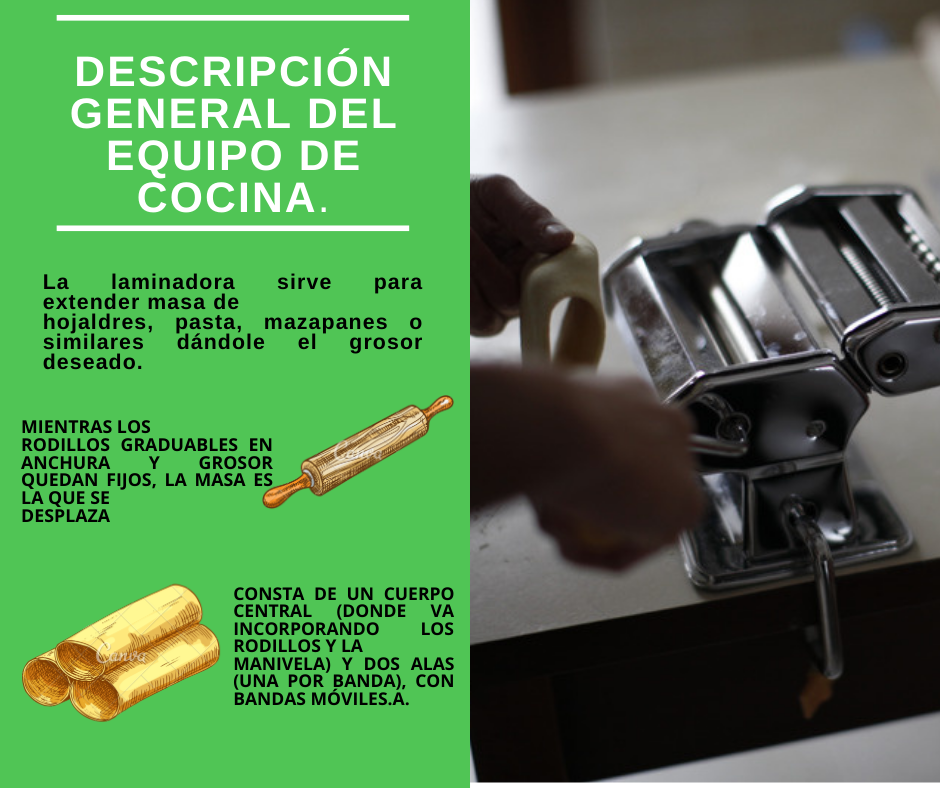 DESCRIPCIÓN
GENERAL DEL
EQUIPO DE
COCINA.
La laminadora sirve para
extender masa de
hojaldres, pasta, mazapanes o
similares dándole el grosor
deseado.
MIENTRAS LOS
RODILLOS GRADUABLES EN
ANCHURA Y GROSOR
QUEDAN FIJOS, LA MASA ES
LA QUE SE
DESPLAZA
Canva
CONSTA DE UN CUERPO
CENTRAL (DONDE VA
INCORPORANDO LOS
RODILLOS Y LA
MANIVELA) Y DOS ALAS
(UNA POR BANDA), CON
BANDAS MÓVILES.A.
Canva